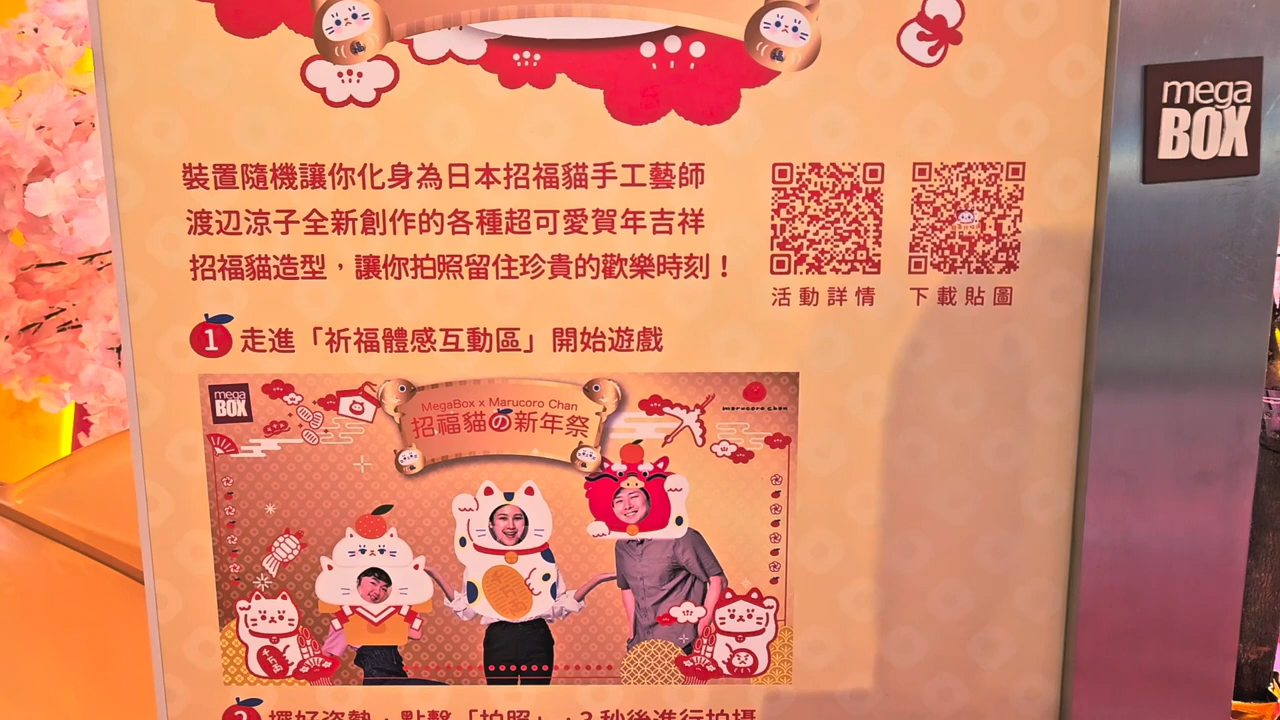 mega
BOX
裝置隨機讓你化身為日本招福貓手工藝師
渡辺涼子全新創作的各種超可愛賀年吉祥
招福貓造型，讓你拍照留住珍貴的歡樂時刻！
活動詳情
下載貼圖
1 走進「祈福體感互動區」開始遊戲
mega
BOX
MegaBox x Marucoro Chan
招福貓の新年祭
marucoro chan
2 擺好姿勢，點擊「拍照」，3秒後進行拍攝